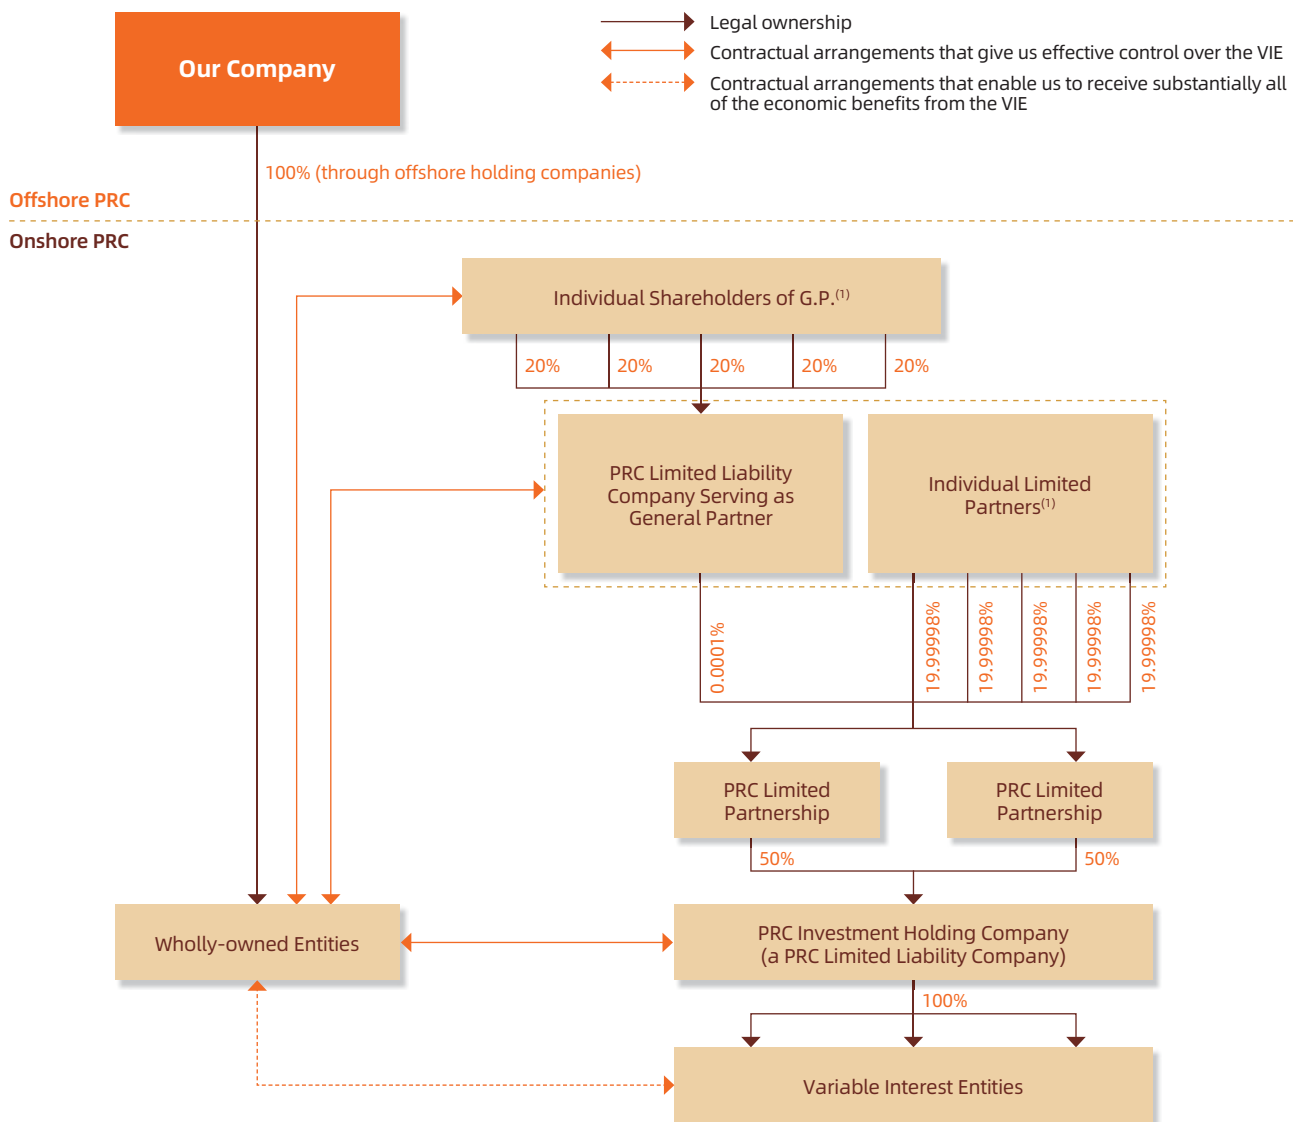 Our Company
Legal ownership
Contractual arrangements that give us effective control over the VIE
Contractual arrangements that enable us to receive substantially all
of the economic benefits from the VIE
100% (through offshore holding companies)
Offshore PRC
Onshore PRC
Individual Shareholders of G.P.(1)
20%
20%
20%
20%
20%
PRC Limited Liability
Company Serving as
General Partner
Individual Limited
Partners(1)
0.0001%
19.99998%
19.99998%
19.99998%
19.99998%
19.99998%
PRC Limited
Partnership
PRC Limited
Partnership
50%
50%
Wholly-owned Entities
PRC Investment Holding Company
(a PRC Limited Liability Company)
100%
Variable Interest Entities